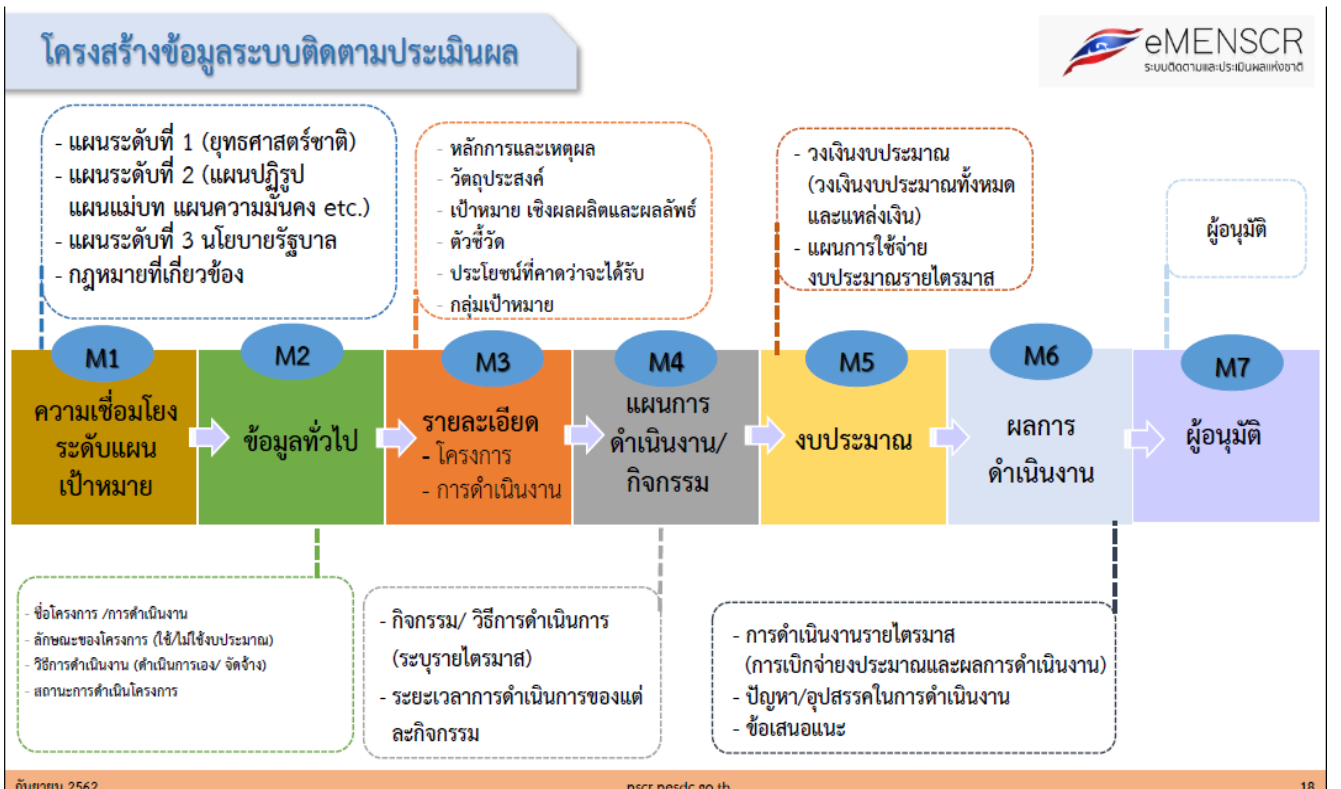 โครงสร้างข้อมูลระบบติดตามประเมินผล
eMENSCR
ระบบติดตามและประเมินผลแห่งชาติ
- แผนระดับที่ 1 (ยุทธศาสตร์ชาติ)
- แผนระดับที่ 2 (แผนปฏิรูป
แผนแม่บท แผนความมั่นคง etc.)
- แผนระดับที่ 3 นโยบายรัฐบาล
- กฎหมายที่เกี่ยวข้อง
- หลักการและเหตุผล
- วัตถุประสงค์
- เป้าหมาย เชิงผลผลิตและผลลัพธ์
- ตัวชี้วัด
- ประโยชน์ที่คาดว่าจะได้รับ
- กลุ่มเป้าหมาย
- วงเงินงบประมาณ
(วงเงินงบประมาณทั้งหมด
และแหล่งเงิน)
- แผนการใช้จ่าย
งบประมาณรายไตรมาส
ผู้อนุมัติ
M1
ความเชื่อมโยง
ระดับแผน
เป้าหมาย
M2
ข้อมูลทั่วไป
M3
รายละเอียด
- โครงการ
- การดำเนินงาน
M4
แผนการ
ดำเนินงาน/
กิจกรรม
M5
งบประมาณ
M6
ผลการ
ดำเนินงาน
M7
ผู้อนุมัติ
- ชื่อโครงการ /การดำเนินงาน
- ลักษณะของโครงการ (ใช้/ไม่ใช้งบประมาณ)
- วิธีการดำเนินงาน (ดำเนินการเอง/ จัดจ้าง)
- สถานะการดำเนินโครงการ
- กิจกรรม/ วิธีการดำเนินการ
(ระบุรายไตรมาส)
- ระยะเวลาการดำเนินการของแต่
ละกิจกรรม
- การดำเนินงานรายไตรมาส
(การเบิกจ่ายงประมาณและผลการดำเนินงาน)
- ปัญหา/อุปสรรคในการดำเนินงาน
- ข้อเสนอแนะ
กันยายน 2562
nscr.nesdc.go.th
18